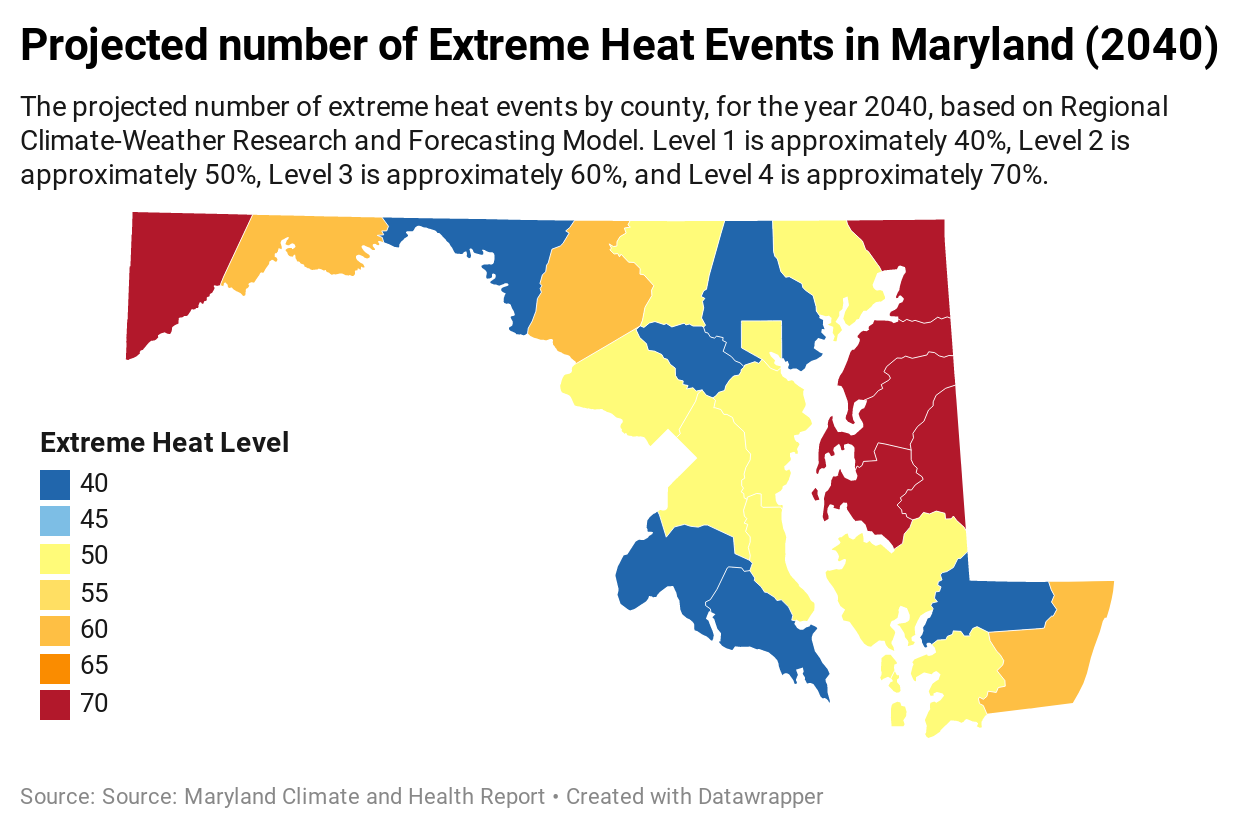 Projected number of Extreme Heat Events in Maryland (2040)
The projected number of extreme heat events by county, for the year 2040, based on Regional
Climate-Weather Research and Forecasting Model. Level 1 is approximately 40%, Level 2 is
approximately 50%, Level 3 is approximately 60%, and Level 4 is approximately 70%.
Extreme Heat Level
40
45
50
55
60
65
70
Source: Source: Maryland Climate and Health Report • Created with Datawrapper